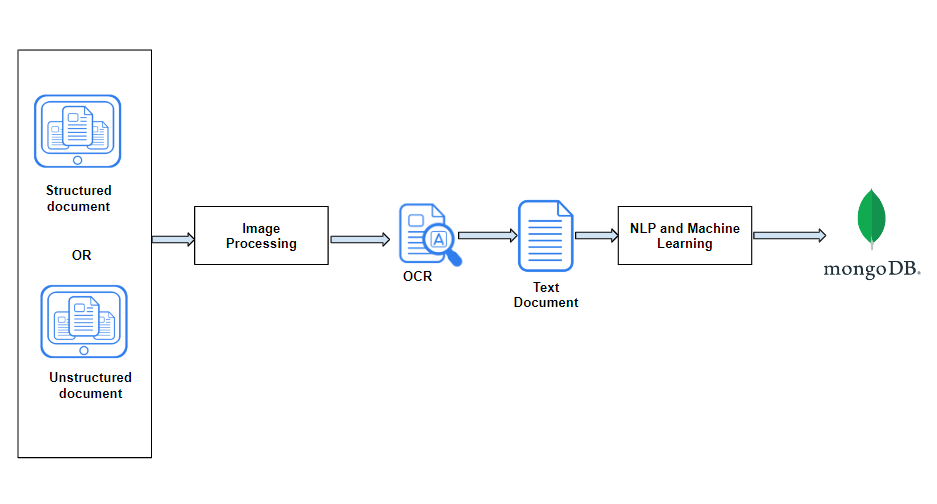 Structured
document
OR
Unstructured
document
Image
Processing
A
OCR
Text
Document
NLP and Machine
Learning
mongoDB®